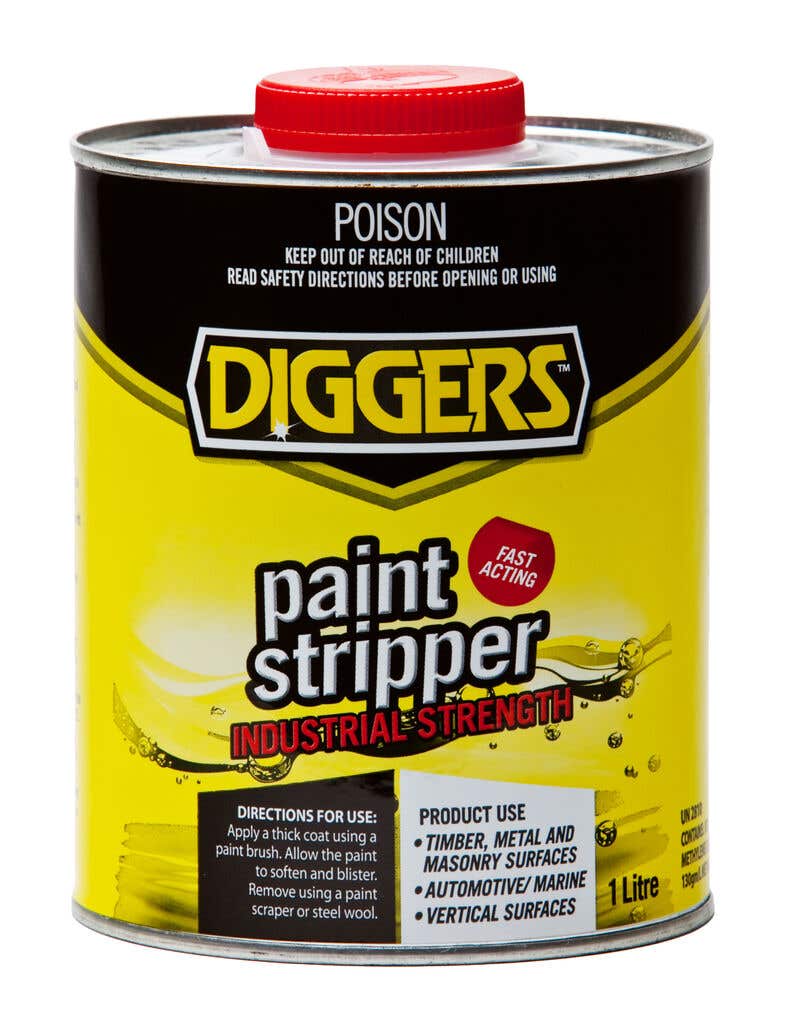 POISON
KEEP OUT OF REACH OF CHILDREN
READ SAFETY DIRECTIONS BEFORE OPENING OR USING
DIGGERS™
FAST
ACTING
paint
stripper
INDUSTRIAL STRENGTH
DIRECTIONS FOR USE:
Apply a thick coat using a
paint brush. Allow the paint
to soften and blister.
Remove using a paint
scraper or steel wool.
PRODUCT USE
• TIMBER, METAL AND
MASONRY SURFACES
• AUTOMOTIVE/ MARINE
• VERTICAL SURFACES
1 Litre
UN